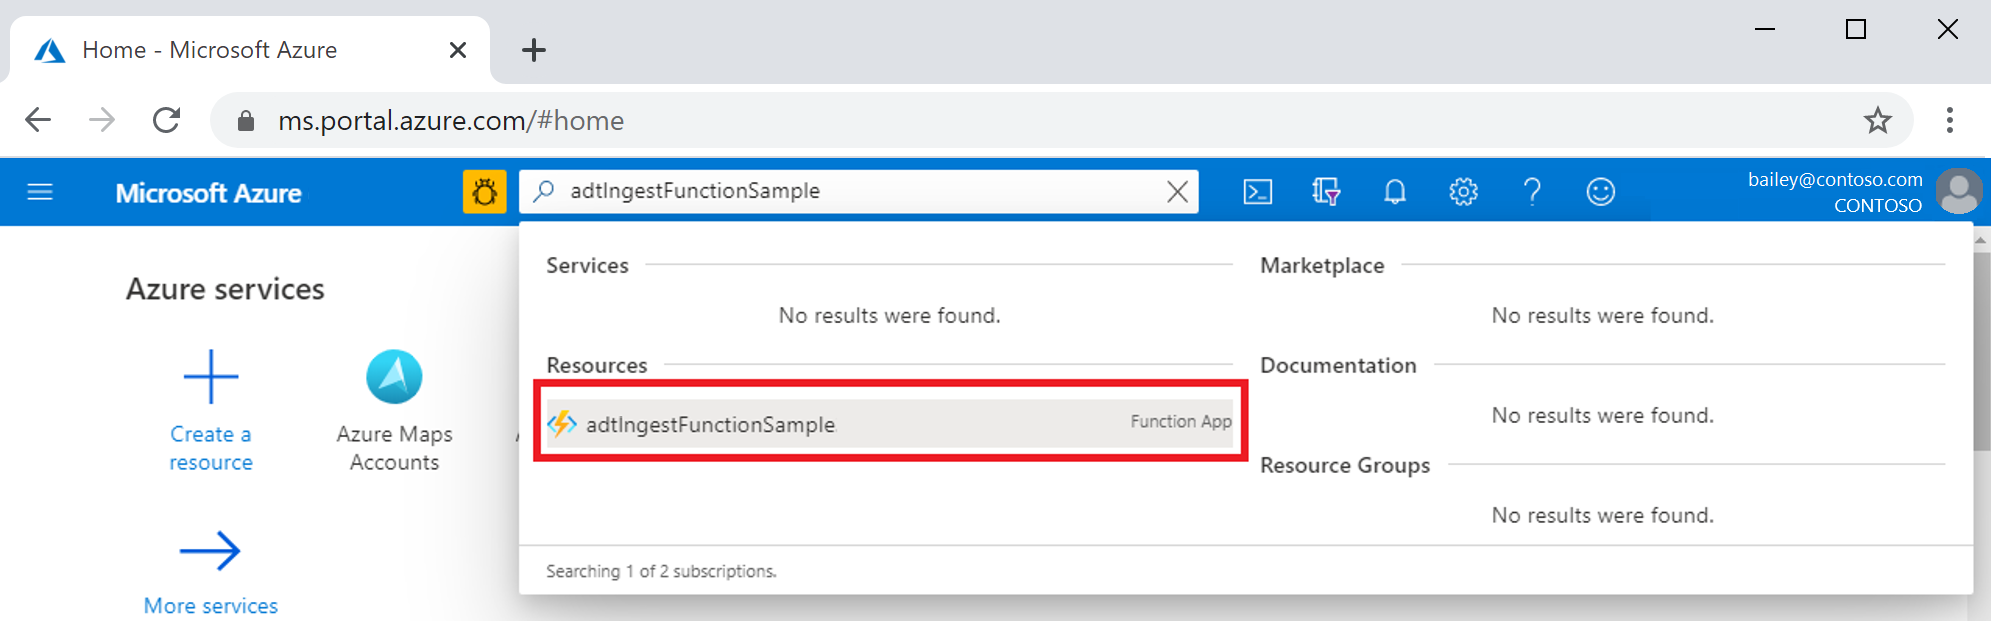 Home - Microsoft Azure
ms.portal.azure.com/#home
Microsoft Azure
adtIngestFunctionSample
bailey@contoso.com
CONTOSO
Azure services
Create a
resource
Azure Maps
Accounts
More services
Services
No results were found.
Resources
adtIngestFunctionSample
Function App
Marketplace
No results were found.
Documentation
No results were found.
Resource Groups
No results were found.
Searching 1 of 2 subscriptions.